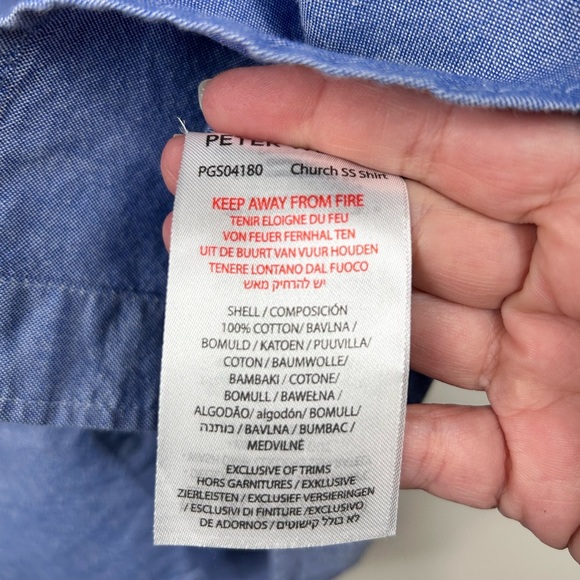 PETER
PGS04180 Church SS Shirt
KEEP AWAY FROM FIRE
TENIR ELOIGNE DU FEU
VON FEUER FERNHAL TEN
UIT DE BUURT VAN VUUR HOUDEN
TENERE LONTANO DAL FUOCO
יש להרחיק מאש
SHELL / COMPOSICIÓN
100% COTTON/ BAVLNA /
BOMULD / KATOEN / PUUVILLA/
COTON / BAUMWOLLE/
BAMBAKI / COTONE/
BOMULL / BAWEŁNA /
ALGODÃO/ algodón/ BOMULL/
כותנה / BAVLNA / BUMBAC /
MEDVILNĖ
EXCLUSIVE OF TRIMS
HORS GARNITURES / EXKLUSIVE
ZIERLEISTEN / EXCLUSIEF VERSIERINGEN
/ ESCLUSIVI DI FINITURE /EXCLUSIVO
DE ADORNOS / לא כולל קישוטים